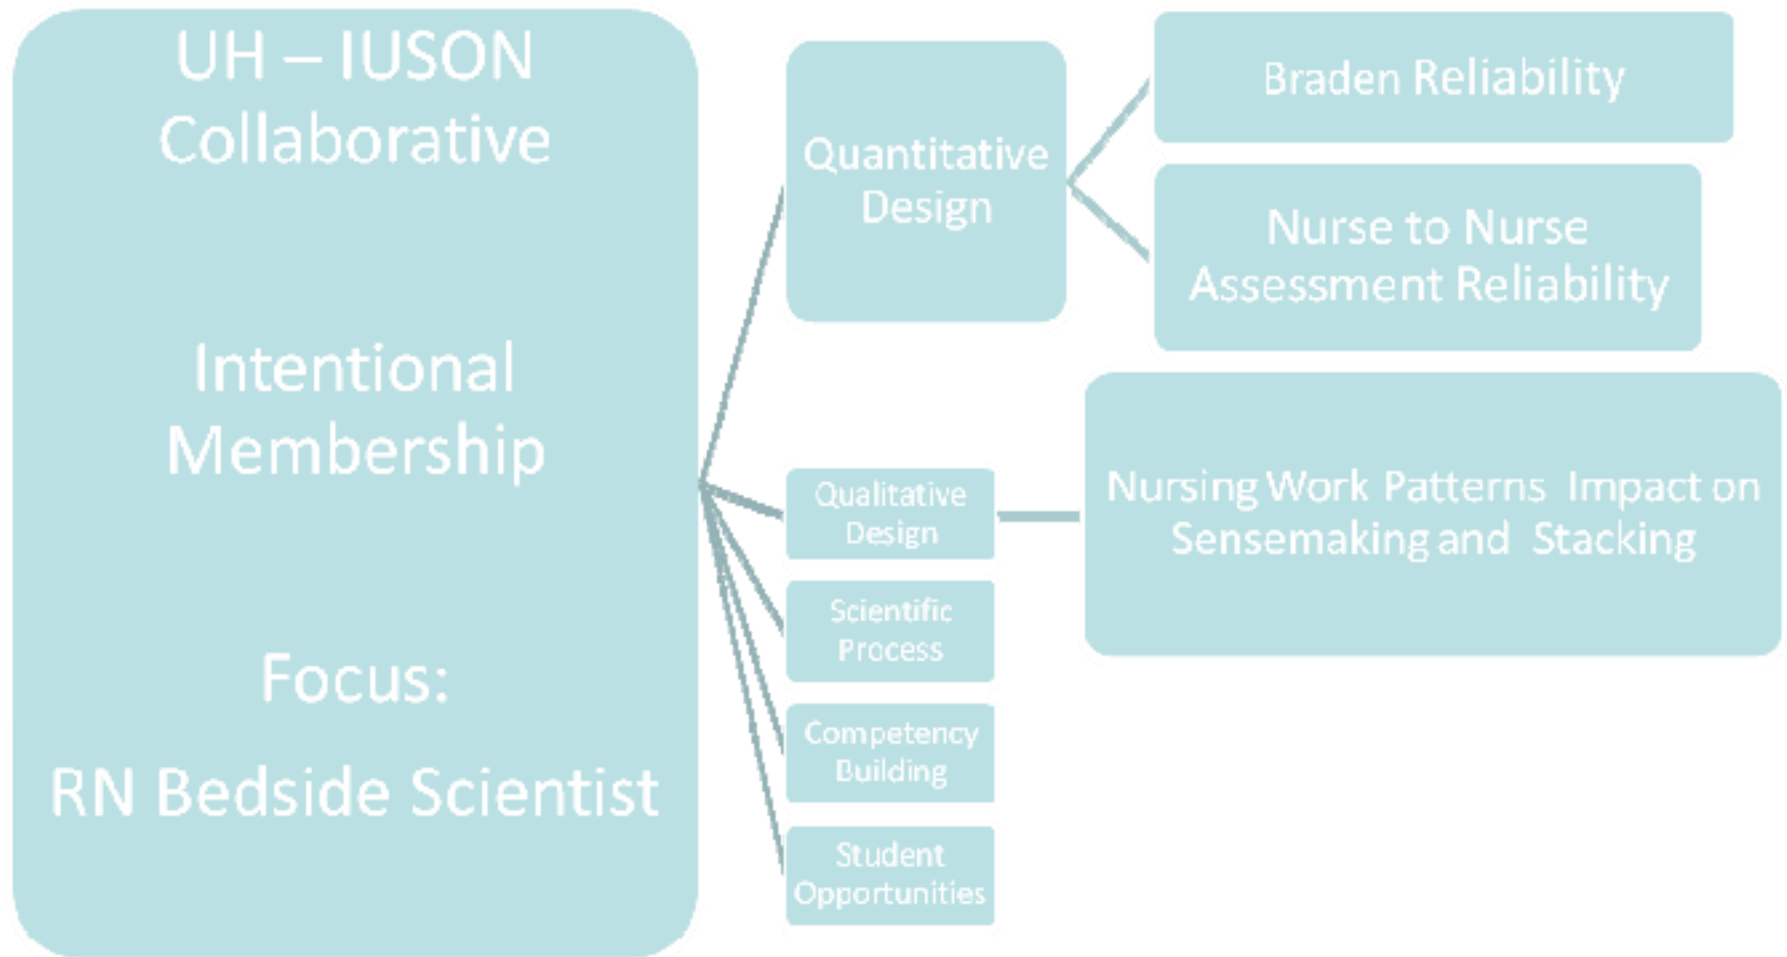 UH – IUSON
Collaborative
Intentional
Membership
Focus:
RN Bedside Scientist
Quantitative
Design
Braden Reliability
Nurse to Nurse
Assessment Reliability
Qualitative
Design
Nursing Work Patterns Impact on
Sensemaking and Stacking
Scientific
Process
Competency
Building
Student
Opportunities